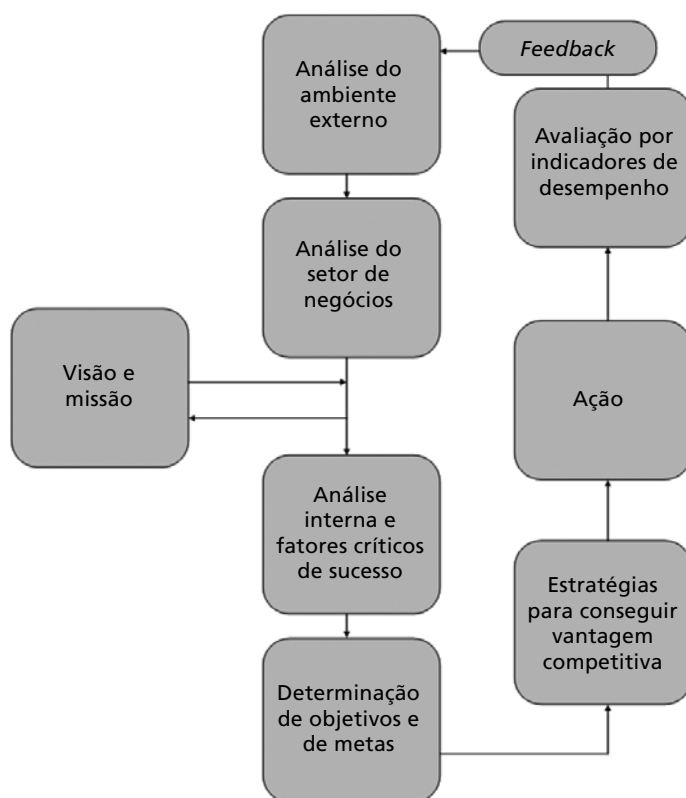 Análise do
ambiente
externo
Feedback
Avaliação por
indicadores de
desempenho
Análise do
setor de
negócios
Visão e
missão
Ação
Análise
interna e
fatores críticos
de sucesso
Estratégias
para conseguir
vantagem
competitiva
Determinação
de objetivos e
de metas